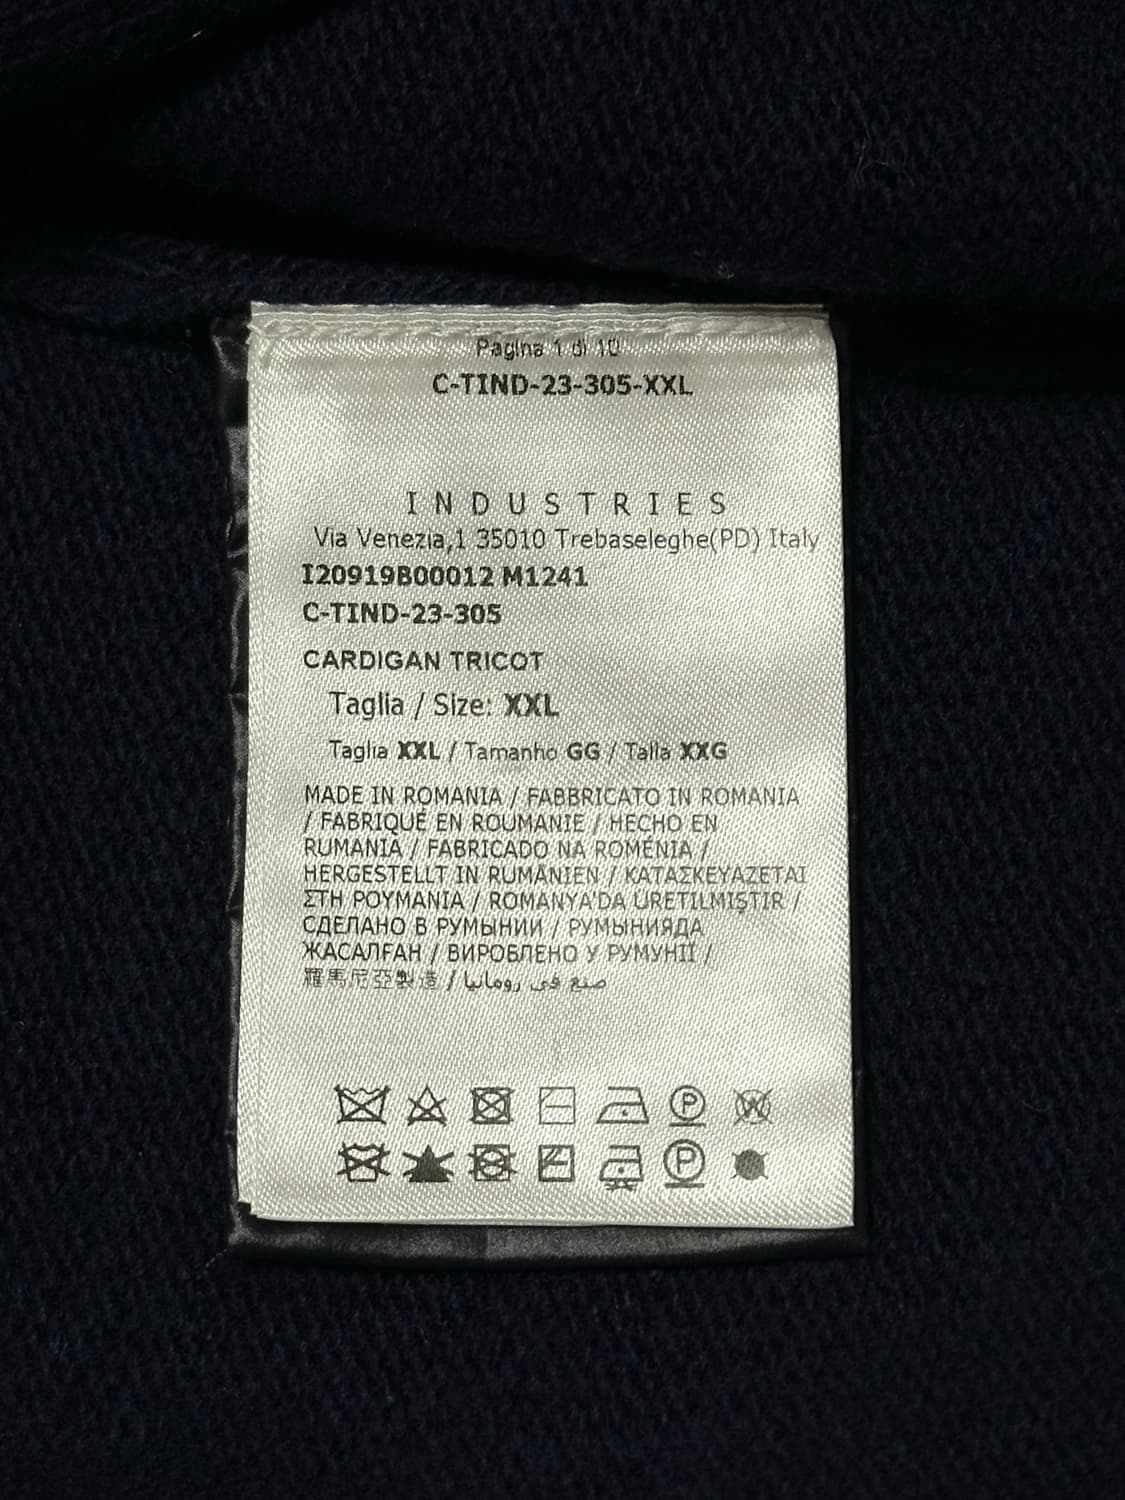 Pagina 1 di 10
C-TIND-23-305-XXL
INDUSTRIES
Via Venezia,1 35010 Trebaseleghe(PD) Italy
I20919B00012 M1241
C-TIND-23-305
CARDIGAN TRICOT
Taglia / Size: XXL
Taglia XXL / Tamanho GG / Talla XXG
MADE IN ROMANIA / FABBRICATO IN ROMANIA
/ FABRIQUÉ EN ROUMANIE / HECHO EN
RUMANIA / FABRICADO NA ROMÉNIA /
HERGESTELLT IN RUMÄNIEN / ΚΑΤΑΣΚΕΥΑΖΕΤΑΙ
ΣΤΗ ΡΟΥΜΑΝΙΑ / ROMANYA'DA ÜRETILMIŞTIR /
СДЕЛАНО В РУМЫНИИ / РУМЫНИЯДА
ЖАСАЛҒАН / ВИРОБЛЕНО У РУМУНІЇ /
羅馬尼亞製造 / صنع في رومانيا
P W
P